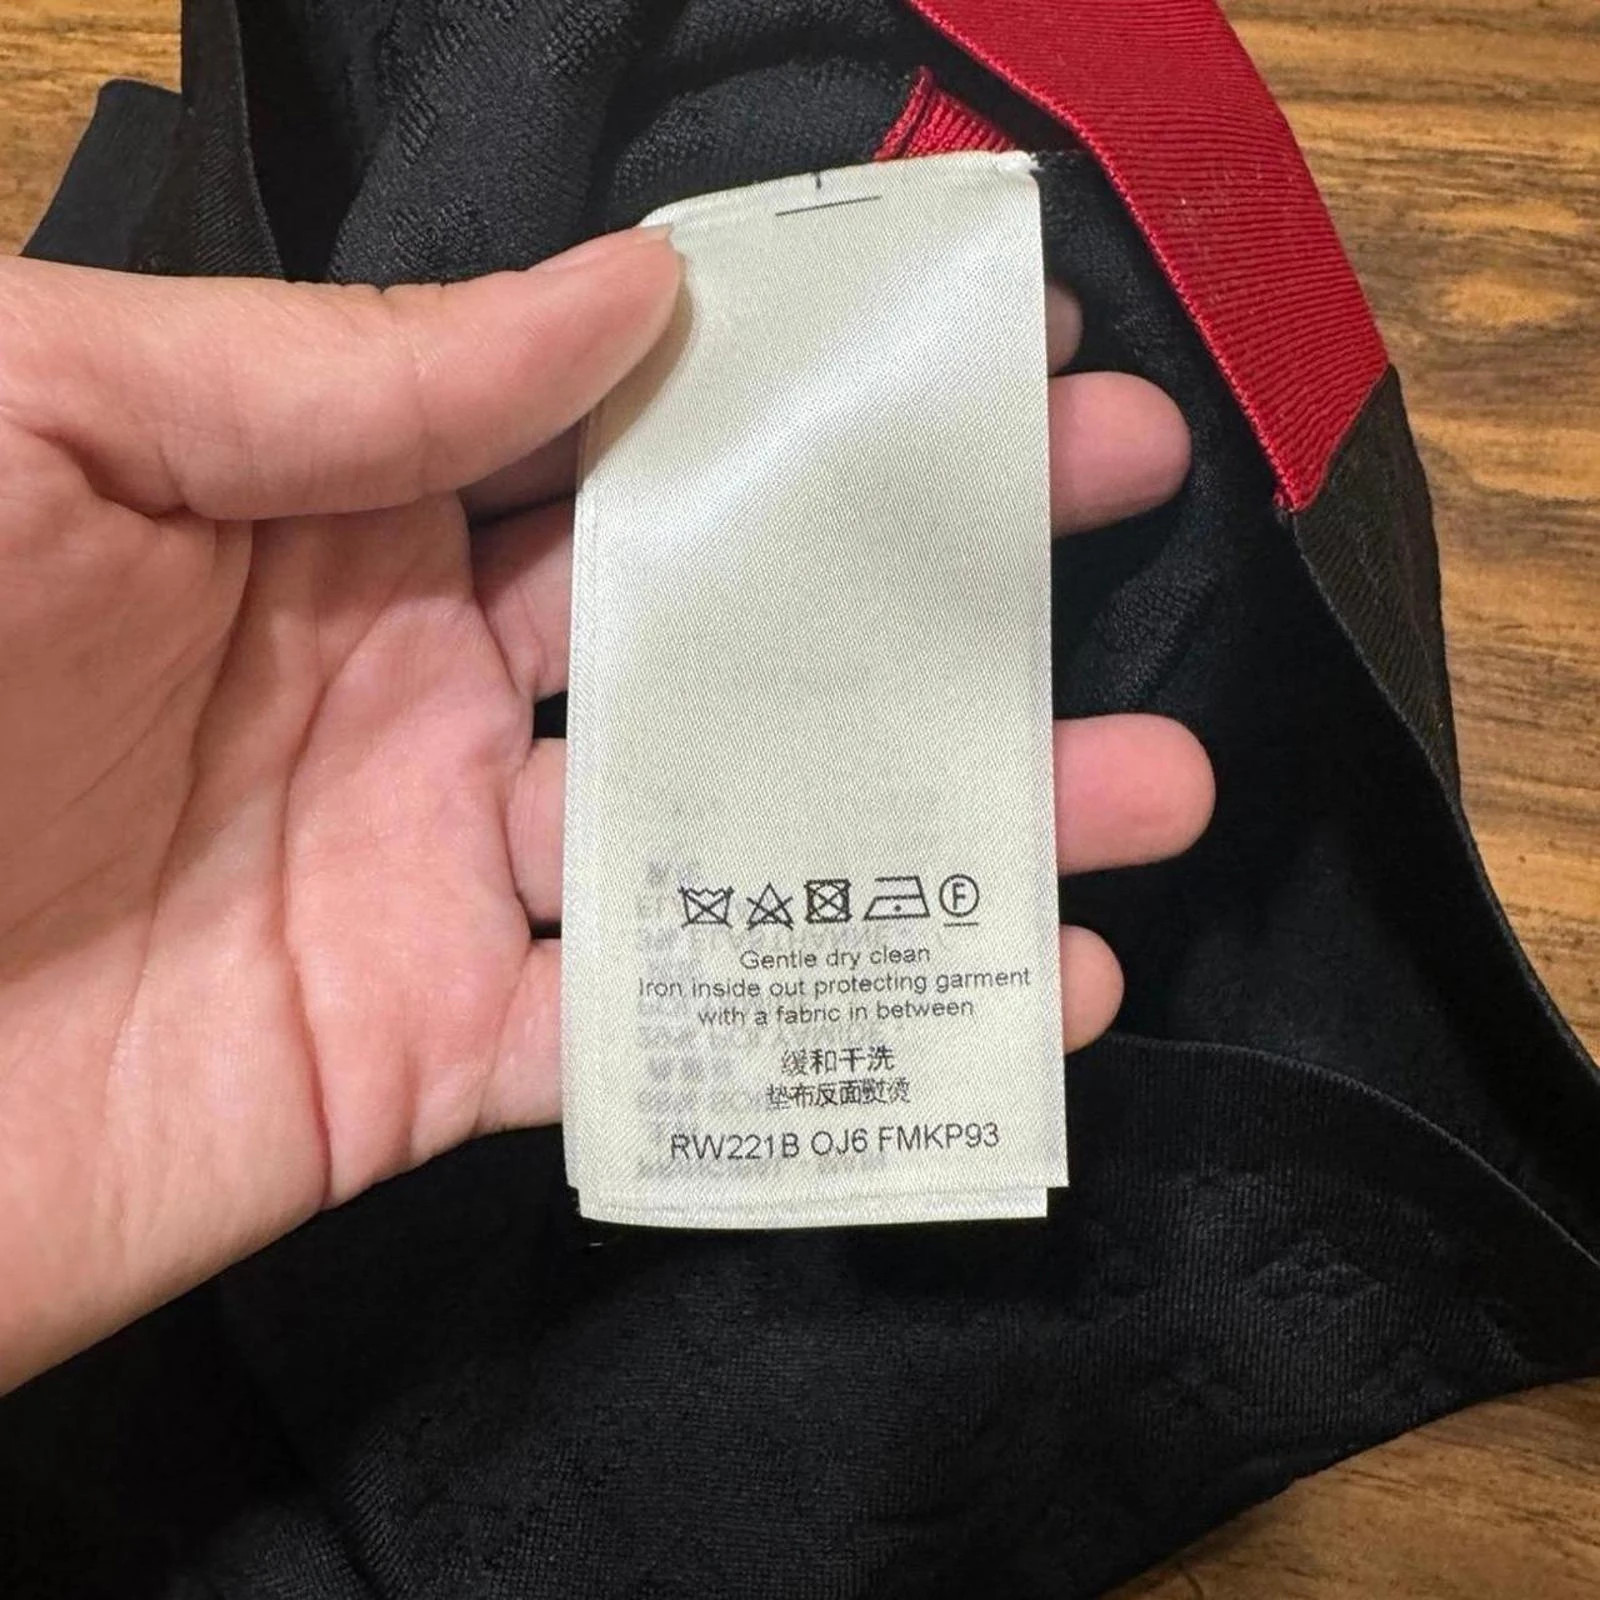 F
Gentle dry clean
Iron inside out protecting garment
with a fabric in between
缓和干洗
垫布反面熨烫
RW221B OJ6 FMKP93